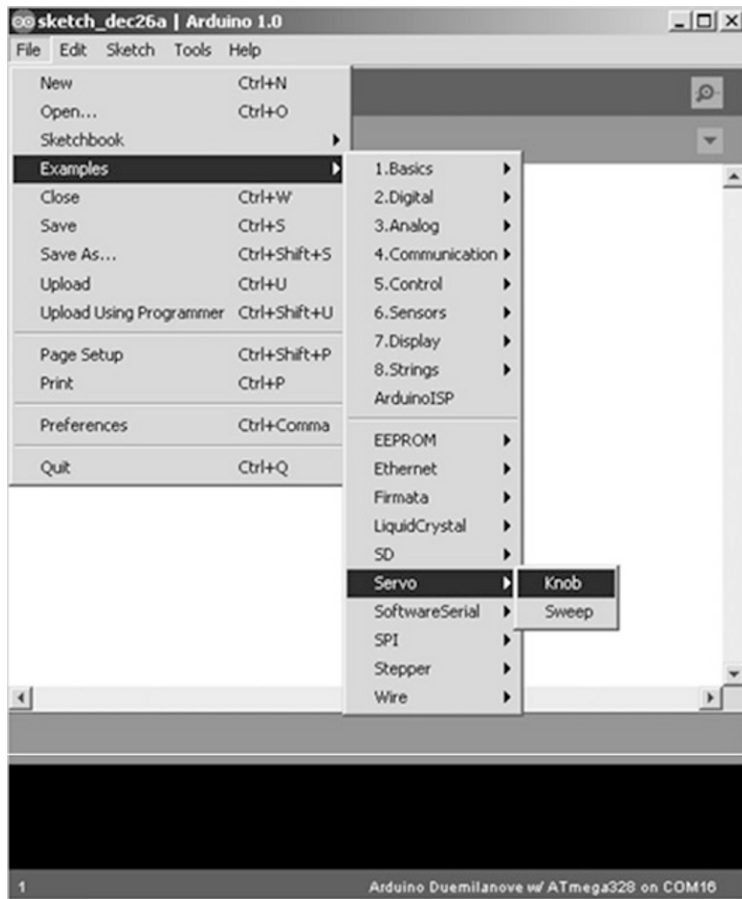 sketch_dec26a | Arduino 1.0
File Edit Sketch Tools Help
New Ctrl+N
Open... Ctrl+O
Sketchbook
Examples
Close Ctrl+W
Save Ctrl+S
Save As... Ctrl+Shift+S
Upload Ctrl+U
Upload Using Programmer Ctrl+Shift+U
Page Setup Ctrl+Shift+P
Print Ctrl+P
Preferences Ctrl+Comma
Quit Ctrl+Q
1.Basics
2.Digital
3.Analog
4.Communication
5.Control
6.Sensors
7.Display
8.Strings
ArduinoISP
EEPROM
Ethernet
Firmata
LiquidCrystal
SD
Servo
SoftwareSerial
SPI
Stepper
Wire
Knob
Sweep
1 Arduino Duemilanove w/ ATmega328 on COM16